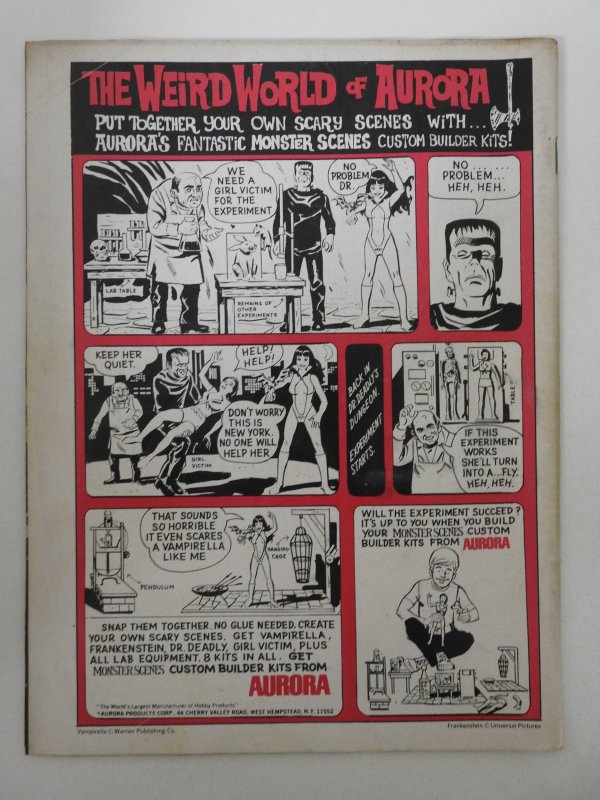 THE WEIRD WORLD OF AURORA
PUT TOGETHER YOUR OWN SCARY SCENES WITH...
AURORA'S FANTASTIC MONSTER SCENES CUSTOM BUILDER KITS!
WE
NEED A
GIRL VICTIM
FOR THE
EXPERIMENT
NO
PROBLEM
DR.
LAB TABLE
REMAINS OF
OTHER
EXPERIMENTS
NO.......
PROBLEM...
HEH, HEH.
KEEP HER
QUIET.
HELP!
HELP!
DON'T WORRY
THIS IS
NEW YORK.
NO ONE WILL
HELP HER
GIRL
VICTIM
BACK IN
DR. DEADLY'S
DUNGEON.
EXPERIMENT
STARTS.
TABLE
IF THIS
EXPERIMENT
WORKS
SHE'LL TURN
INTO A...FLY.
HEH, HEH.
THAT SOUNDS
SO HORRIBLE
IT EVEN SCARES
A VAMPIRELLA
LIKE ME
HANGING
CAGE
PENDULUM
SNAP THEM TOGETHER. NO GLUE NEEDED. CREATE
YOUR OWN SCARY SCENES. GET VAMPIRELLA,
FRANKENSTEIN, DR. DEADLY, GIRL VICTIM, PLUS
ALL LAB EQUIPMENT. 8 KITS IN ALL. GET
MONSTER SCENES CUSTOM BUILDER KITS FROM
AURORA
"The World's Largest Manufacturer of Hobby Products"
©AURORA PRODUCTS CORP. 44 CHERRY VALLEY ROAD, WEST HEMPSTEAD, N.Y. 11552
WILL THE EXPERIMENT SUCCEED?
IT'S UP TO YOU WHEN YOU BUILD
YOUR MONSTER SCENES CUSTOM
BUILDER KITS FROM AURORA
Vampirella © Warren Publishing Co.
Frankenstein © Universal Pictures